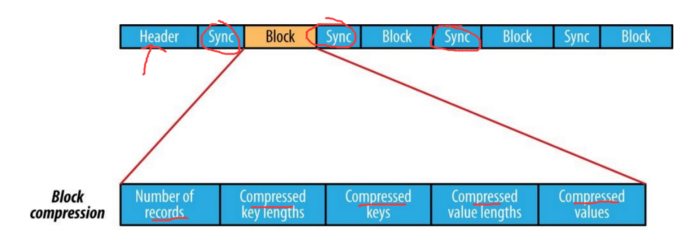 Header Sync Block Sync Block Sync Block Sync Block
Block compression
Number of records Compressed key lengths Compressed keys Compressed value lengths Compressed values